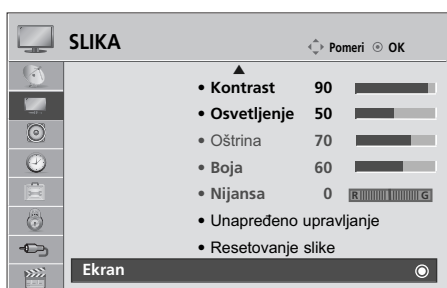 SLIKA Pomeri OK
• Kontrast 90
• Osvetljenje 50
• Oštrina 70
• Boja 60
• Nijansa 0 R G
• Unapređeno upravljanje
• Resetovanje slike
Ekran